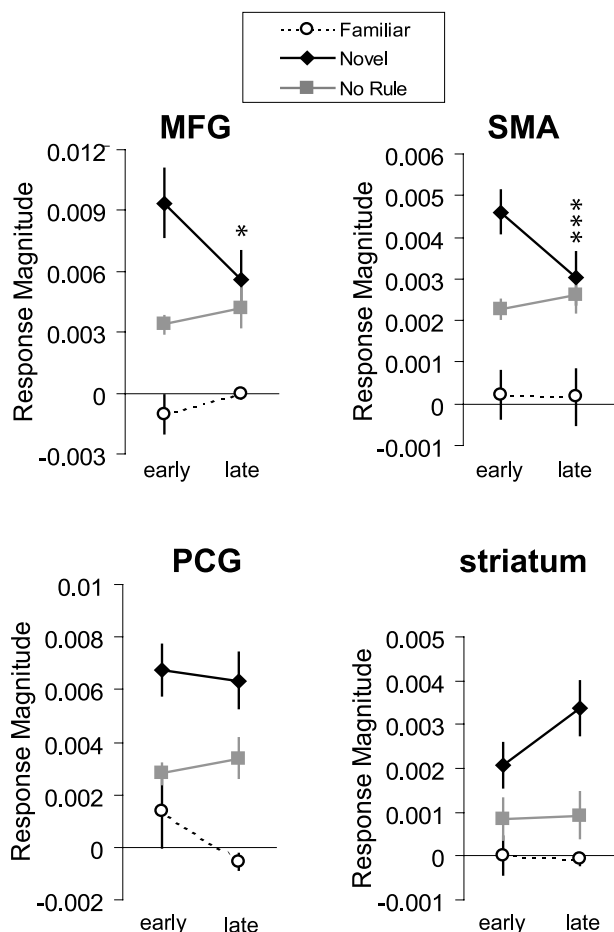 Familiar
Novel
No Rule
MFG
Response Magnitude
0.012
0.009
0.006
0.003
0
-0.003
*
early late
SMA
Response Magnitude
0.006
0.005
0.004
0.003
0.002
0.001
0
-0.001
***
early late
PCG
Response Magnitude
0.01
0.008
0.006
0.004
0.002
0
-0.002
early late
striatum
Response Magnitude
0.005
0.004
0.003
0.002
0.001
0
-0.001
early late